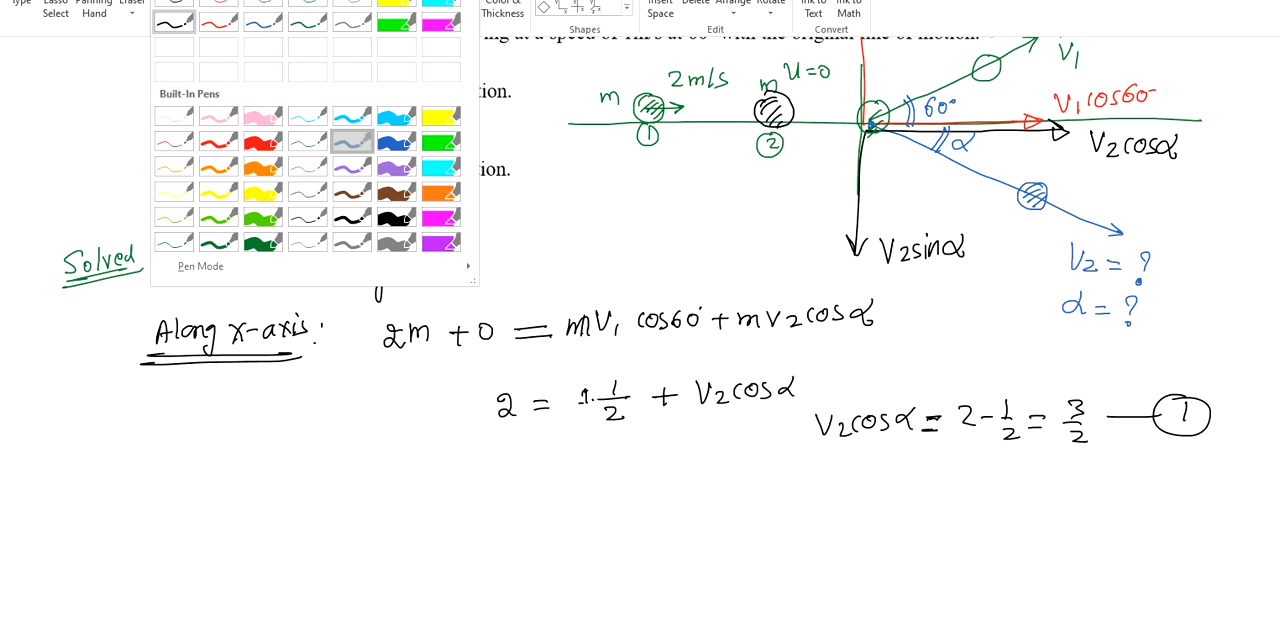 Type Lasso Select Panning Hand Eraser Color & Thickness Shapes Insert Space Delete Arrange Rotate Edit Ink to Text Ink to Math Convert
ing at a speed of 1m/s at 60° with the original line of motion.
Built-In Pens
tion.
tion.
Pen Mode
m 2m/s
m U=0
1
2
V1
60°
V1cos60°
α
V2cosα
V2sinα
V2 = ?
α = ?
Solved
Along x-axis: 2m + 0 = mV1 cos60° + mV2cosα
2 = 1.1/2 + V2cosα
V2cosα = 2 - 1/2 = 3/2 — 1